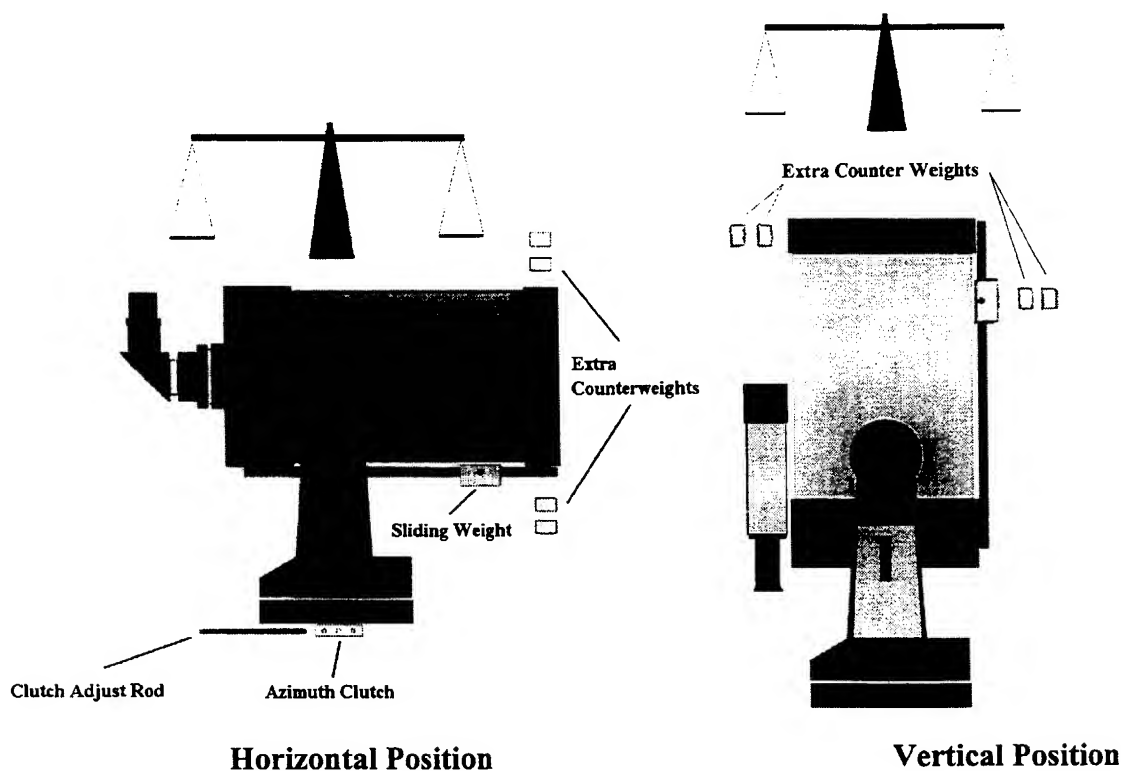 Extra Counter Weights
Extra
Counterweights
Sliding Weight
Clutch Adjust Rod
Azimuth Clutch
Horizontal Position
Vertical Position